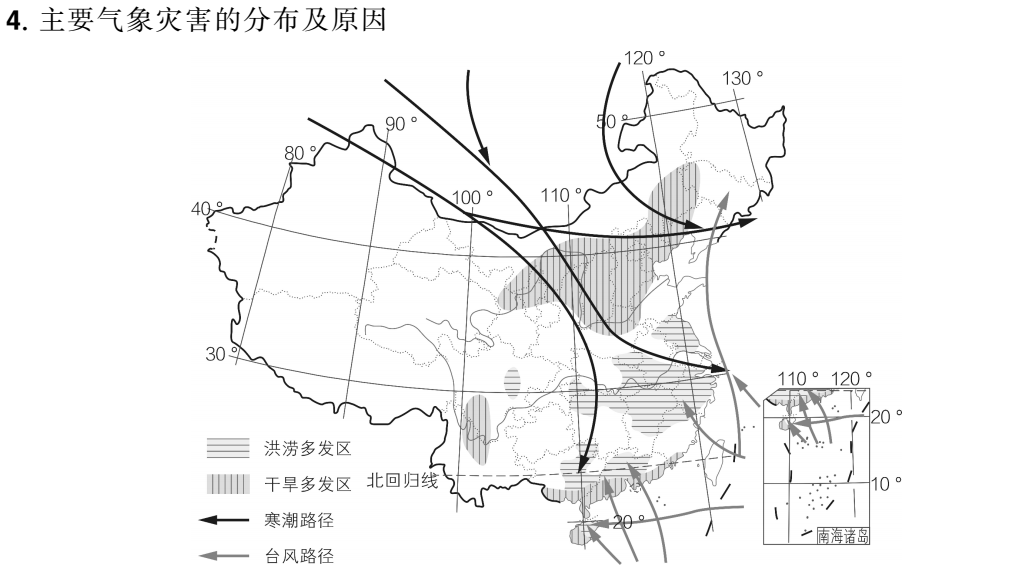 4. 主要气象灾害的分布及原因
120°
130°
50°
90°
80°
100°
110°
40°
30°
110° 120°
20°
10°
南海诸岛
北回归线
20°
洪涝多发区
干旱多发区
寒潮路径
台风路径